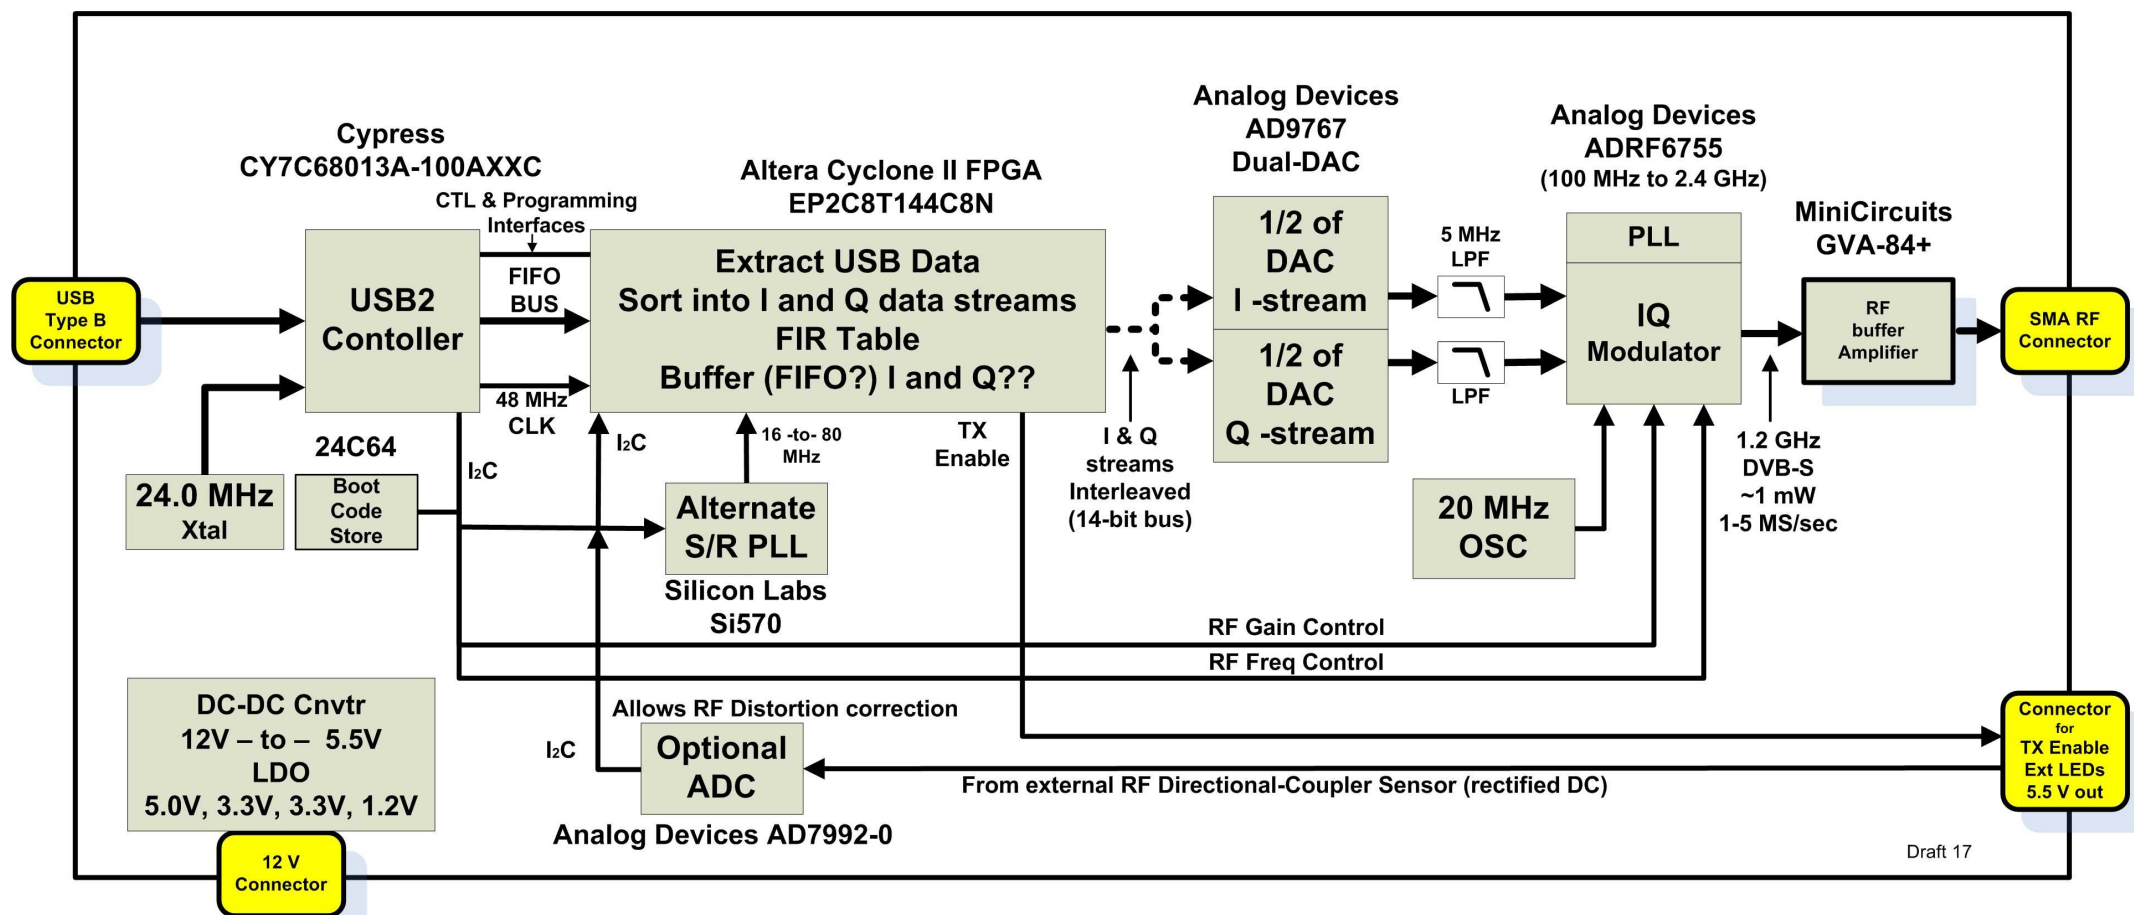 Cypress
CY7C68013A-100AXXC
CTL & Programming
Interfaces
Altera Cyclone II FPGA
EP2C8T144C8N
Analog Devices
AD9767
Dual-DAC
Analog Devices
ADRF6755
(100 MHz to 2.4 GHz)
MiniCircuits
GVA-84+
USB
Type B
Connector
USB2
Contoller
FIFO
BUS
48 MHz
CLK
Extract USB Data
Sort into I and Q data streams
FIR Table
Buffer (FIFO?) I and Q??
1/2 of
DAC
I -stream
1/2 of
DAC
Q -stream
5 MHz
LPF
LPF
PLL
IQ
Modulator
RF
buffer
Amplifier
SMA RF
Connector
24C64
I2C
I2C
16 -to- 80
MHz
TX
Enable
I & Q
streams
Interleaved
(14-bit bus)
1.2 GHz
DVB-S
~1 mW
1-5 MS/sec
24.0 MHz
Xtal
Boot
Code
Store
Alternate
S/R PLL
Silicon Labs
Si570
20 MHz
OSC
RF Gain Control
RF Freq Control
DC-DC Cnvtr
12V – to – 5.5V
LDO
5.0V, 3.3V, 3.3V, 1.2V
12 V
Connector
Allows RF Distortion correction
I2C
Optional
ADC
Analog Devices AD7992-0
From external RF Directional-Coupler Sensor (rectified DC)
Connector
for
TX Enable
Ext LEDs
5.5 V out
Draft 17